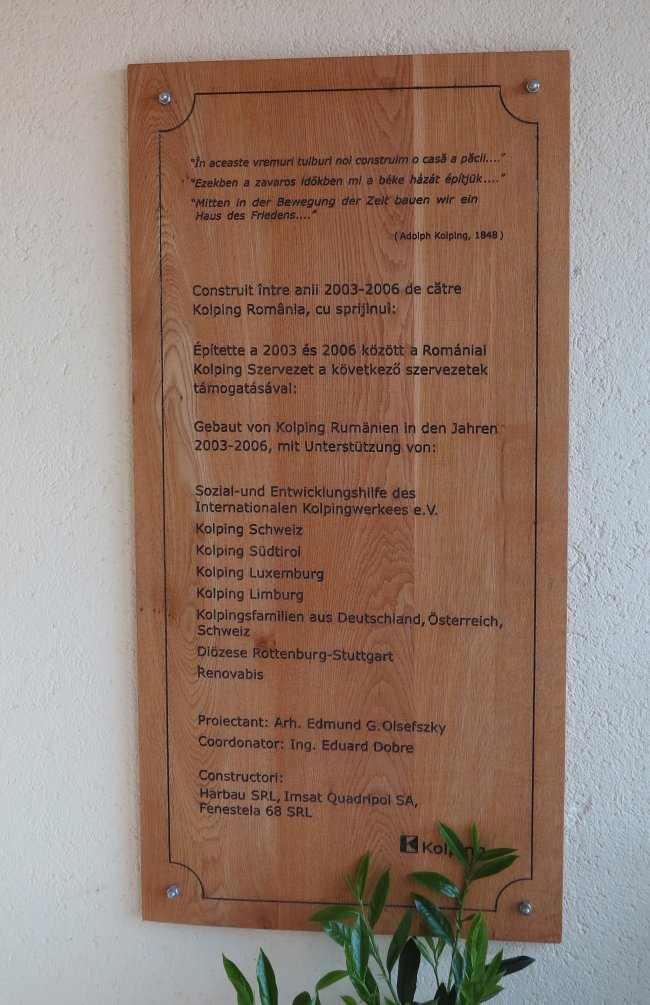 "În aceaste vremuri tulburi noi construim o casă a păcii...."
"Ezekben a zavaros időkben mi a béke házát építjük...."
"Mitten in der Bewegung der Zeit bauen wir ein
Haus des Friedens...."
(Adolph Kolping, 1848)
Construit între anii 2003-2006 de către
Kolping România, cu sprijinul:
Építette a 2003 és 2006 között a Romániai
Kolping Szervezet a következő szervezetek
támogatásával:
Gebaut von Kolping Rumänien in den Jahren
2003-2006, mit Unterstützung von:
Sozial-und Entwicklungshilfe des
Internationalen Kolpingwerkees e.V.
Kolping Schweiz
Kolping Südtirol
Kolping Luxemburg
Kolping Limburg
Kolpingsfamilien aus Deutschland, Österreich,
Schweiz
Diözese Rottenburg-Stuttgart
Renovabis
Proiectant: Arh. Edmund G.Olsefszky
Coordonator: Ing. Eduard Dobre
Constructori:
Harbau SRL, Imsat Quadripol SA,
Fenestela 68 SRL
K Kolping